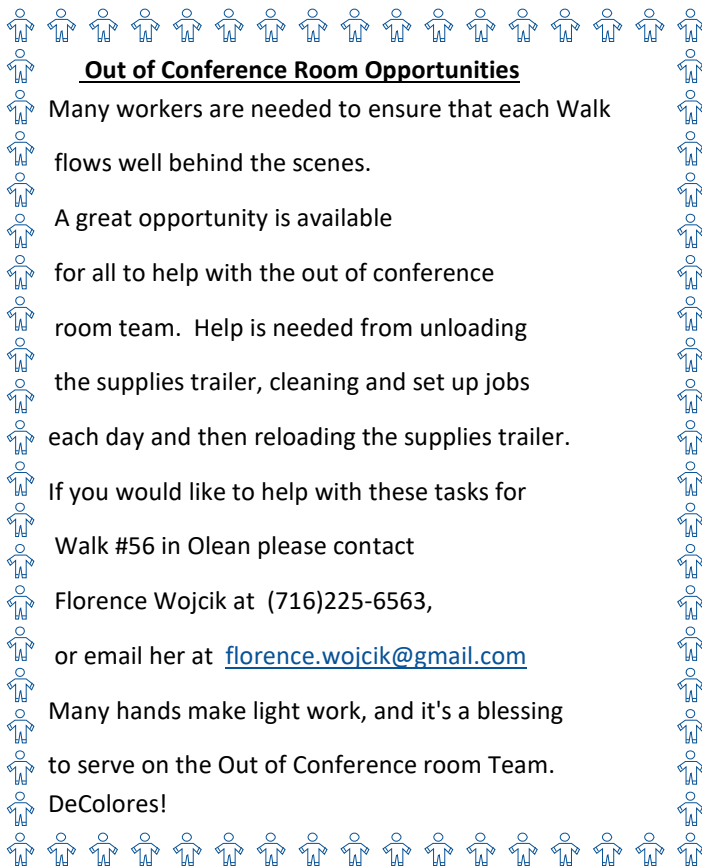 Out of Conference Room Opportunities
Many workers are needed to ensure that each Walk
flows well behind the scenes.
A great opportunity is available
for all to help with the out of conference
room team.  Help is needed from unloading
the supplies trailer, cleaning and set up jobs
each day and then reloading the supplies trailer.
If you would like to help with these tasks for
Walk #56 in Olean please contact
Florence Wojcik at  (716)225-6563,
or email her at  florence.wojcik@gmail.com
Many hands make light work, and it's a blessing
to serve on the Out of Conference room Team.
DeColores!